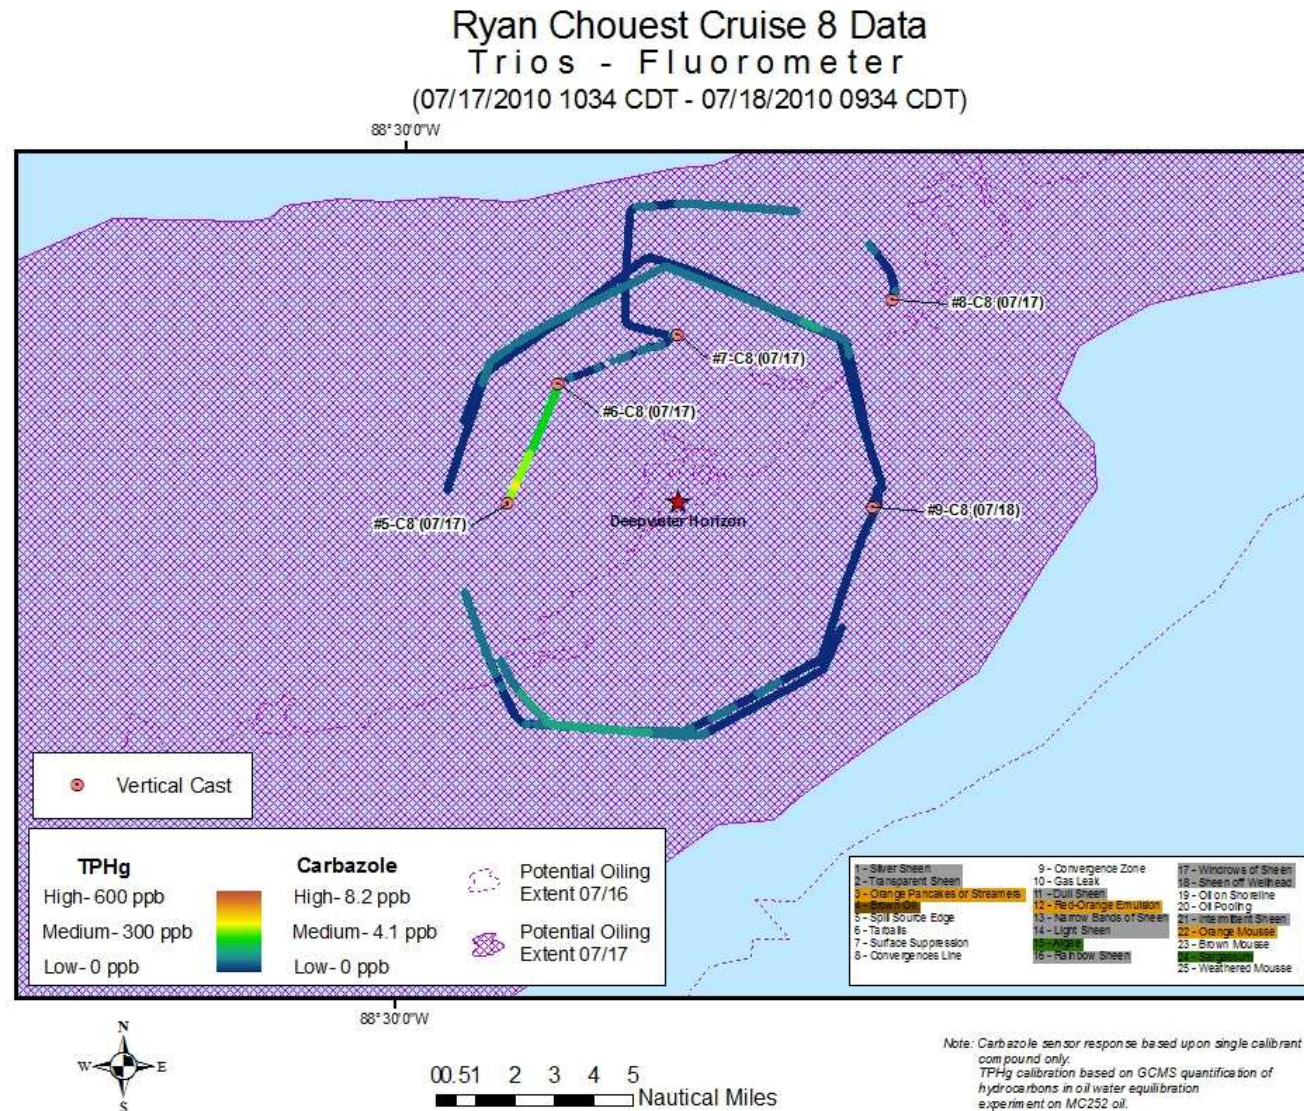 Ryan Chouest Cruise 8 Data
Trios - Fluorometer
(07/17/2010 1034 CDT - 07/18/2010 0934 CDT)
88°30'0"W
#8-C8 (07/17)
#7-C8 (07/17)
#6-C8 (07/17)
#5-C8 (07/17)
#9-C8 (07/18)
Deepwater Horizon
Vertical Cast
TPHg
High- 600 ppb
Medium- 300 ppb
Low- 0 ppb
Carbazole
High- 8.2 ppb
Medium- 4.1 ppb
Low- 0 ppb
Potential Oiling
Extent 07/16
Potential Oiling
Extent 07/17
1 - Silver Sheen
2 - Transparent Sheen
3 - Orange Pancakes or Streamers
4 - Brown Oil
5 - Spill Source Edge
6 - Tarballs
7 - Surface Suppression
8 - Convergences Line
9 - Convergence Zone
10 - Gas Leak
11 - Dull Sheen
12 - Red-Orange Emulsion
13 - Narrow Bands of Sheen
14 - Light Sheen
15 - Algae
16 - Rainbow Sheen
17 - Windrows of Sheen
18 - Sheen off Wellhead
19 - Oil on Shoreline
20 - Oil Pooling
21 - Intermittent Sheen
22 - Orange Mousse
23 - Brown Mousse
24 - Sargassum
25 - Weathered Mousse
88°30'0"W
N
W E
S
00.51 2 3 4 5
Nautical Miles
Note: Carbazole sensor response based upon single calibrant
compound only.
TPHg calibration based on GCMS quantification of
hydrocarbons in oil water equilibration
experiment on MC252 oil.